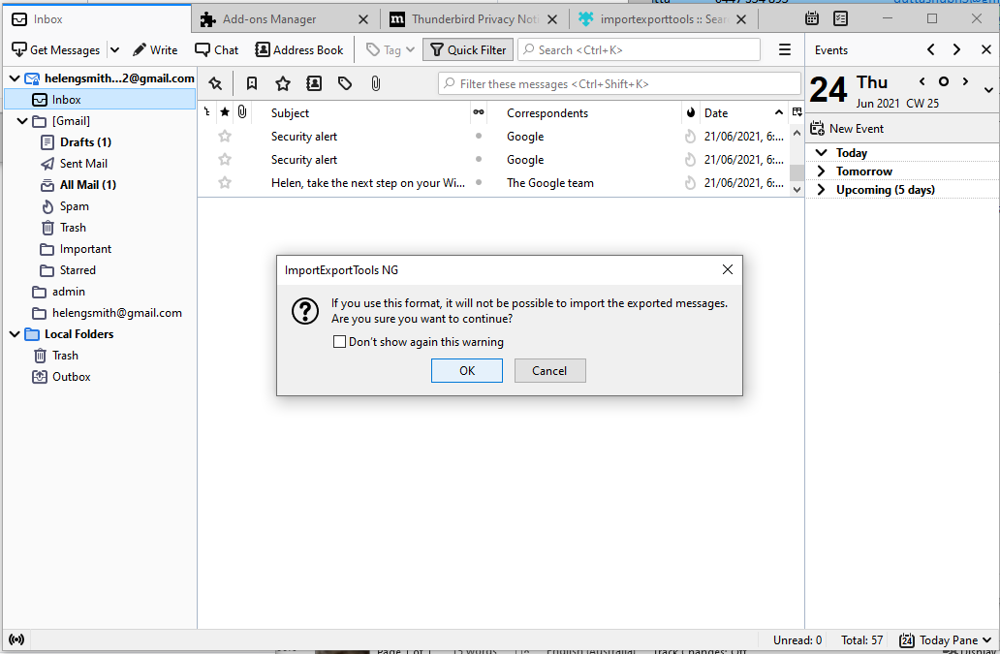 Inbox
Add-ons Manager
Thunderbird Privacy Noti
importexporttools :: Sear
Get Messages
Write
Chat
Address Book
Tag
Quick Filter
Search <Ctrl+K>
Events
helengsmith...2@gmail.com
Inbox
[Gmail]
Drafts (1)
Sent Mail
All Mail (1)
Spam
Trash
Important
Starred
admin
helengsmith@gmail.com
Local Folders
Trash
Outbox
Filter these messages <Ctrl+Shift+K>
Subject Correspondents Date
Security alert Google 21/06/2021, 6:...
Security alert Google 21/06/2021, 6:...
Helen, take the next step on your Wi... The Google team 21/06/2021, 6:...
24 Thu
Jun 2021 CW 25
New Event
Today
Tomorrow
Upcoming (5 days)
ImportExportTools NG
If you use this format, it will not be possible to import the exported messages.
Are you sure you want to continue?
Don't show again this warning
OK Cancel
Unread: 0 Total: 57 24 Today Pane